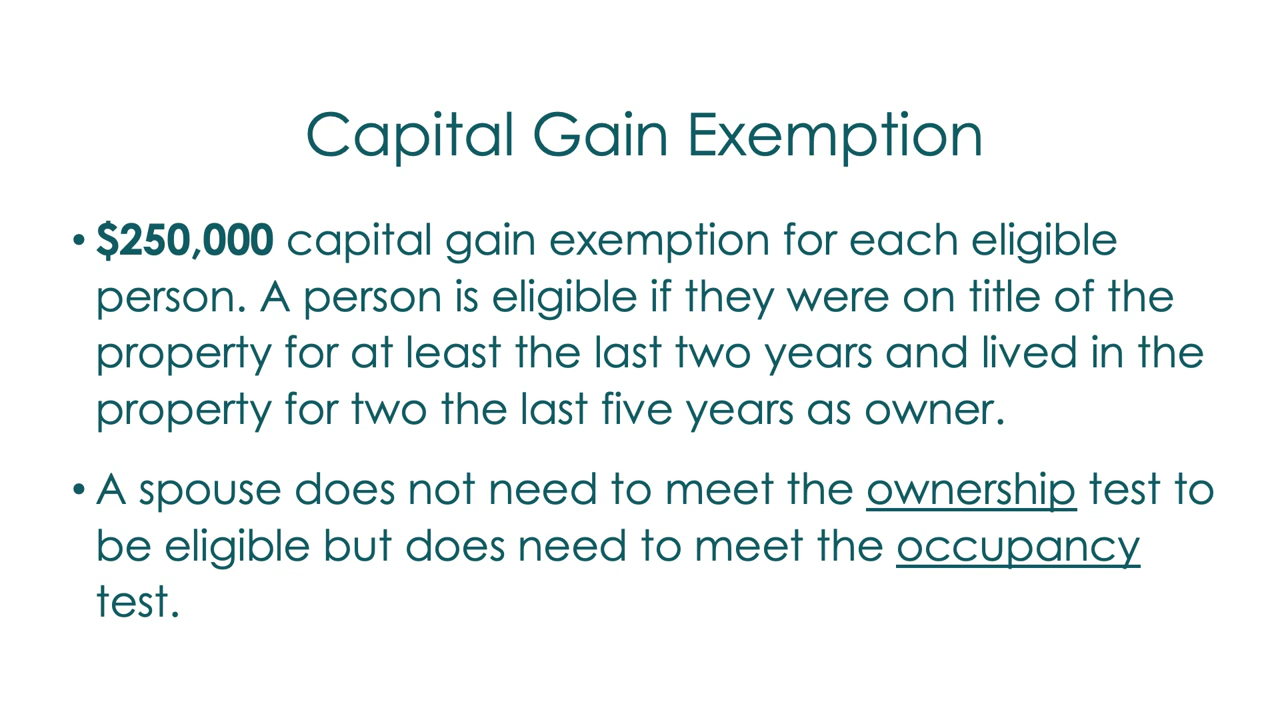 Capital Gain Exemption
• $250,000 capital gain exemption for each eligible
person. A person is eligible if they were on title of the
property for at least the last two years and lived in the
property for two the last five years as owner.
• A spouse does not need to meet the ownership test to
be eligible but does need to meet the occupancy
test.